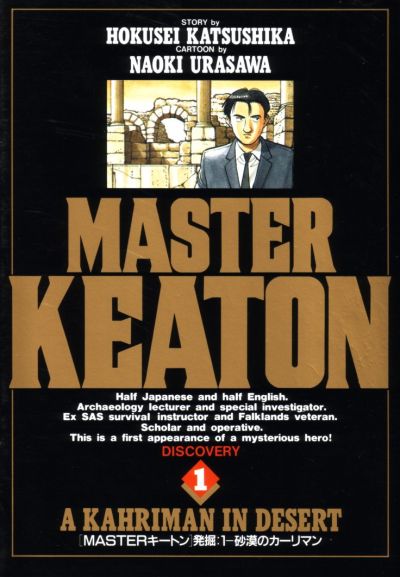 STORY by
HOKUSEI KATSUSHIKA
CARTOON by
NAOKI URASAWA
MASTER
KEATON
Half Japanese and half English.
Archaeology lecturer and special investigator.
Ex SAS survival instructor and Falklands veteran.
Scholar and operative.
This is a first appearance of a mysterious hero!
DISCOVERY
1
A KAHRIMAN IN DESERT
[MASTERキートン]発掘:1―砂漠のカーリマン